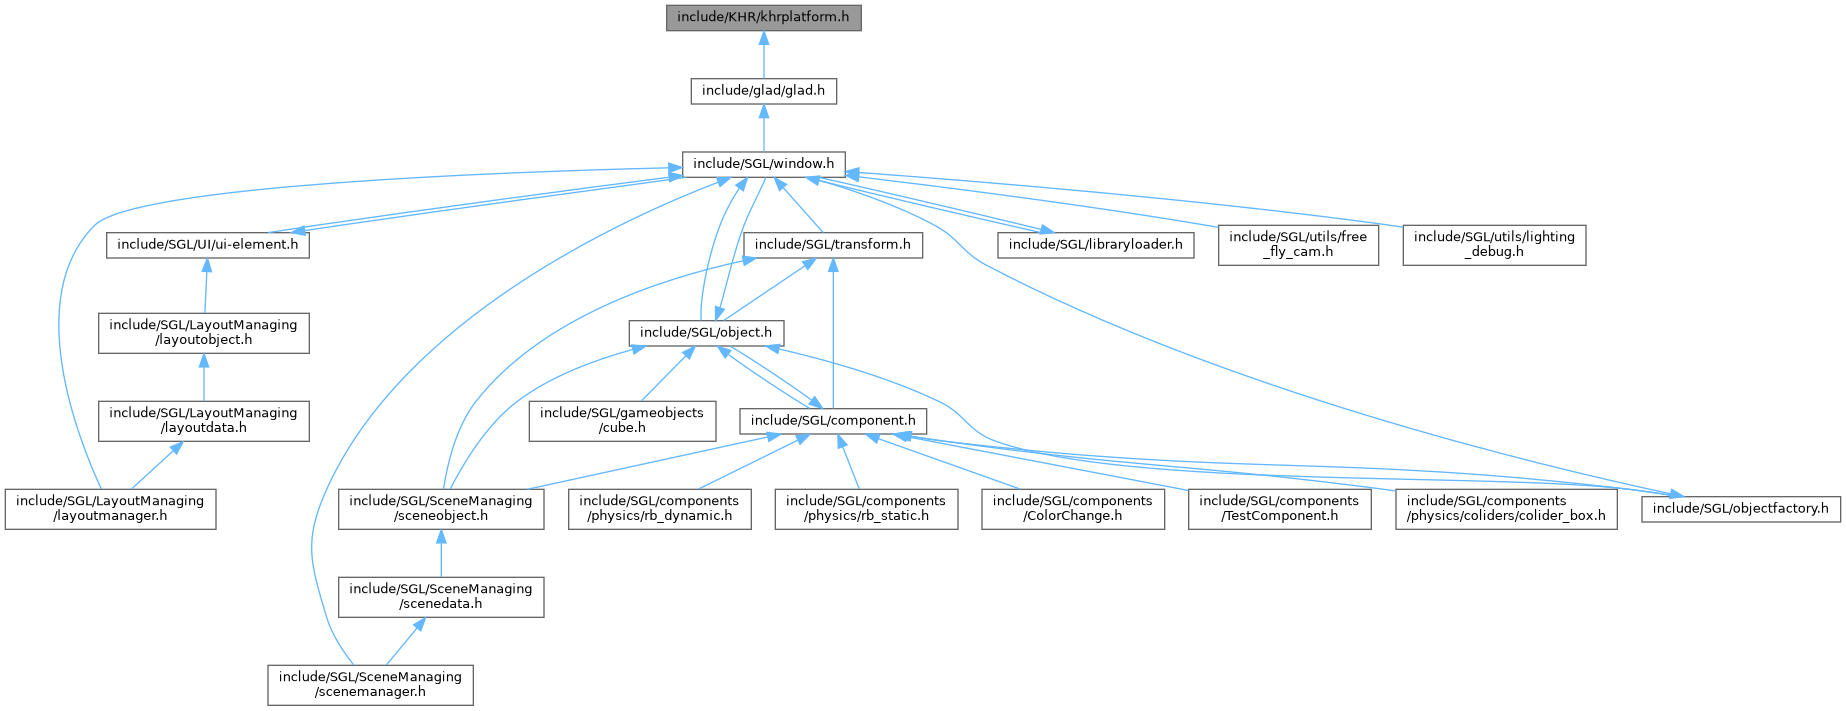 include/KHR/khrplatform.h
include/glad/glad.h
include/SGL/window.h
include/SGL/UI/ui-element.h
include/SGL/transform.h
include/SGL/libraryloader.h
include/SGL/utils/free
_fly_cam.h
include/SGL/utils/lighting
_debug.h
include/SGL/LayoutManaging
/layoutobject.h
include/SGL/object.h
include/SGL/LayoutManaging
/layoutdata.h
include/SGL/gameobjects
/cube.h
include/SGL/component.h
include/SGL/LayoutManaging
/layoutmanager.h
include/SGL/SceneManaging
/sceneobject.h
include/SGL/components
/physics/rb_dynamic.h
include/SGL/components
/physics/rb_static.h
include/SGL/components
/ColorChange.h
include/SGL/components
/TestComponent.h
include/SGL/components
/physics/coliders/colider_box.h
include/SGL/objectfactory.h
include/SGL/SceneManaging
/scenedata.h
include/SGL/SceneManaging
/scenemanager.h